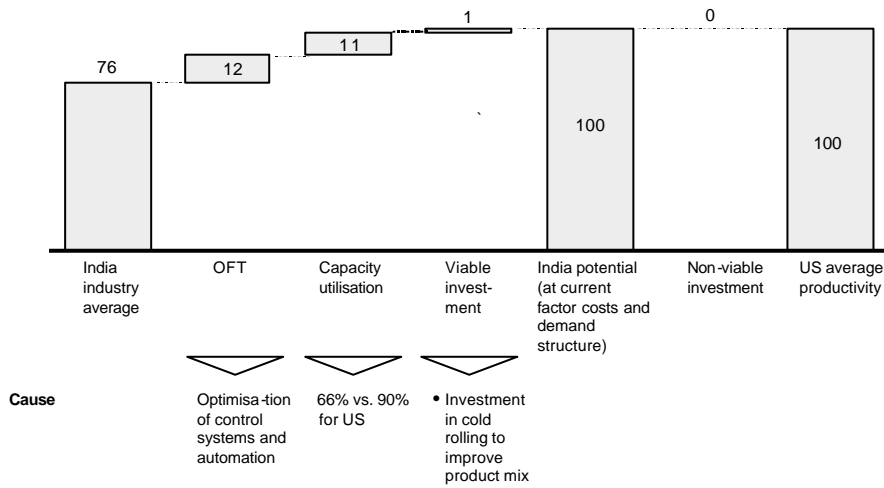 1
0
11
12
76
100
100
India
industry
average
OFT
Capacity
utilisation
Viable
invest-
ment
India potential
(at current
factor costs and
demand
structure)
Non-viable
investment
US average
productivity
Cause
Optimisa-tion
of control
systems and
automation
66% vs. 90%
for US
• Investment
in cold
rolling to
improve
product mix